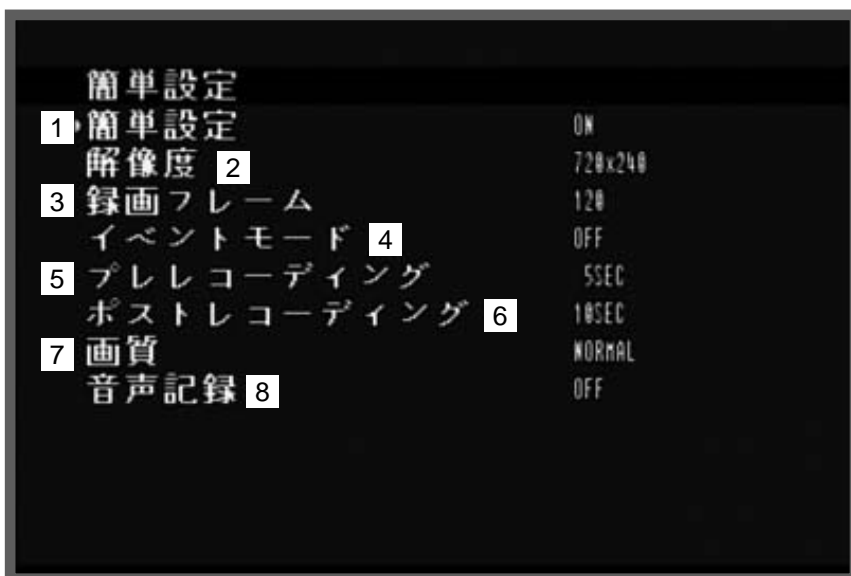 簡単設定
1 簡単設定 ON
解像度 2 720x240
3 録画フレーム 120
イベントモード 4 OFF
5 プレレコーディング 5SEC
ポストレコーディング 6 10SEC
7 画質 NORMAL
音声記録 8 OFF